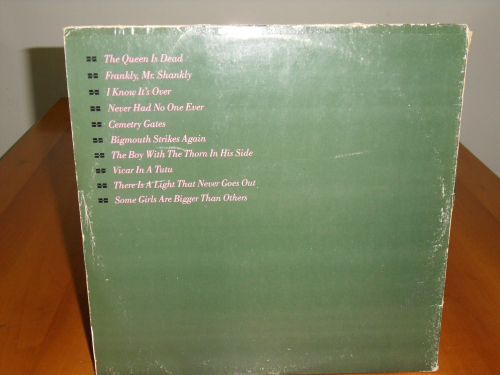 The Queen Is Dead
Frankly, Mr. Shankly
I Know It's Over
Never Had No One Ever
Cemetry Gates
Bigmouth Strikes Again
The Boy With The Thorn In His Side
Vicar In A Tutu
There Is A Light That Never Goes Out
Some Girls Are Bigger Than Others